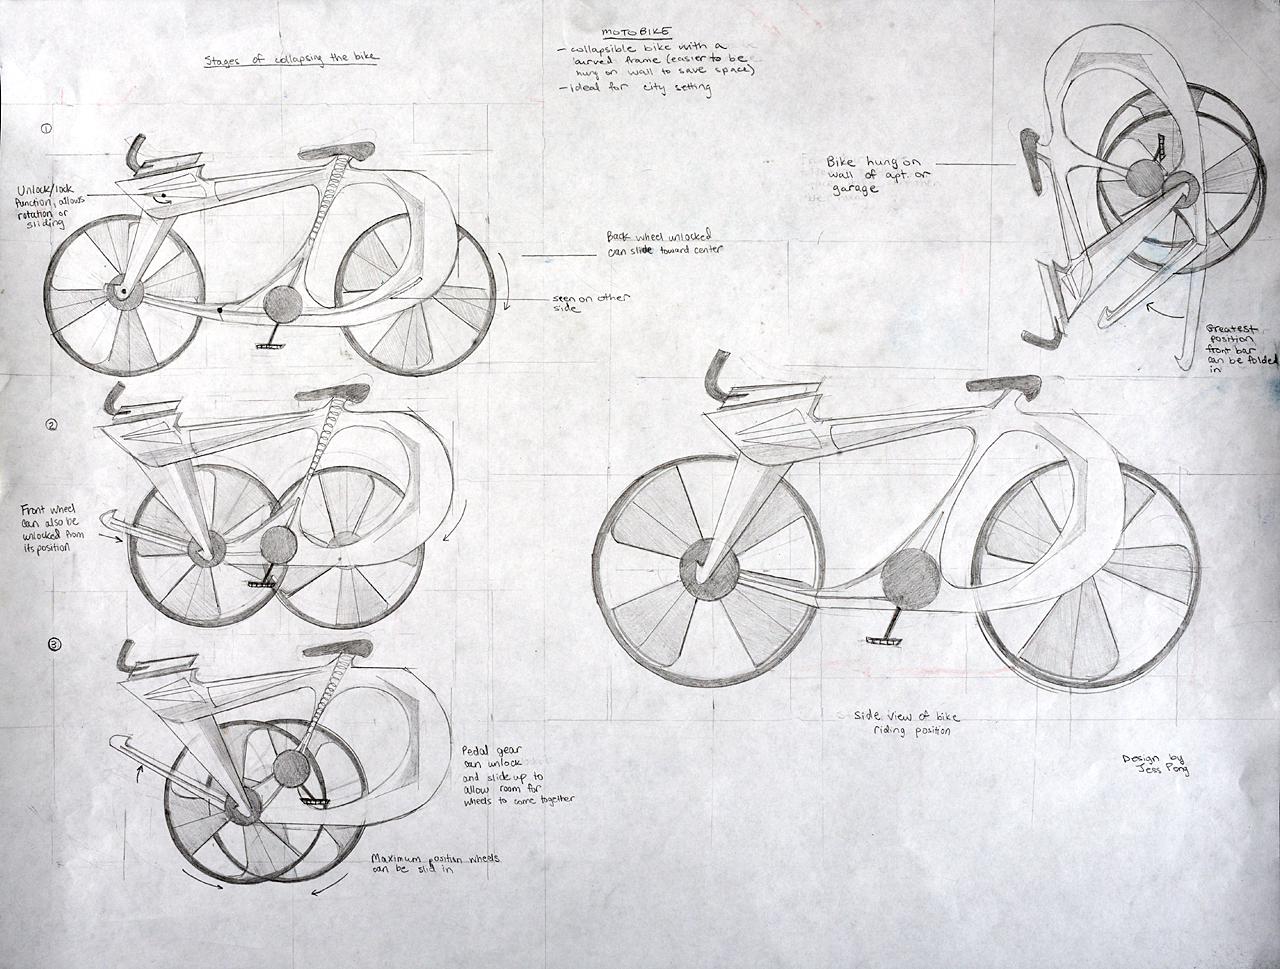 Stages of collapsing the bike
MOTOBIKE
- collapsible bike with a
curved frame (easier to be
hung on wall to save space)
- ideal for city setting
①
Unlock/lock
function, allows
rotation or
sliding
Back wheel unlocked
can slide toward center
seen on other
side
Bike hung on
wall of apt. or
garage
Greatest
position
front bar
can be folded
in
②
Front wheel
can also be
unlocked from
its position
③
Pedal gear
can unlock
and slide up to
allow room for
wheels to come together
Maximum position wheels
can be slid in
side view of bike
riding position
Design by
Jess Pong